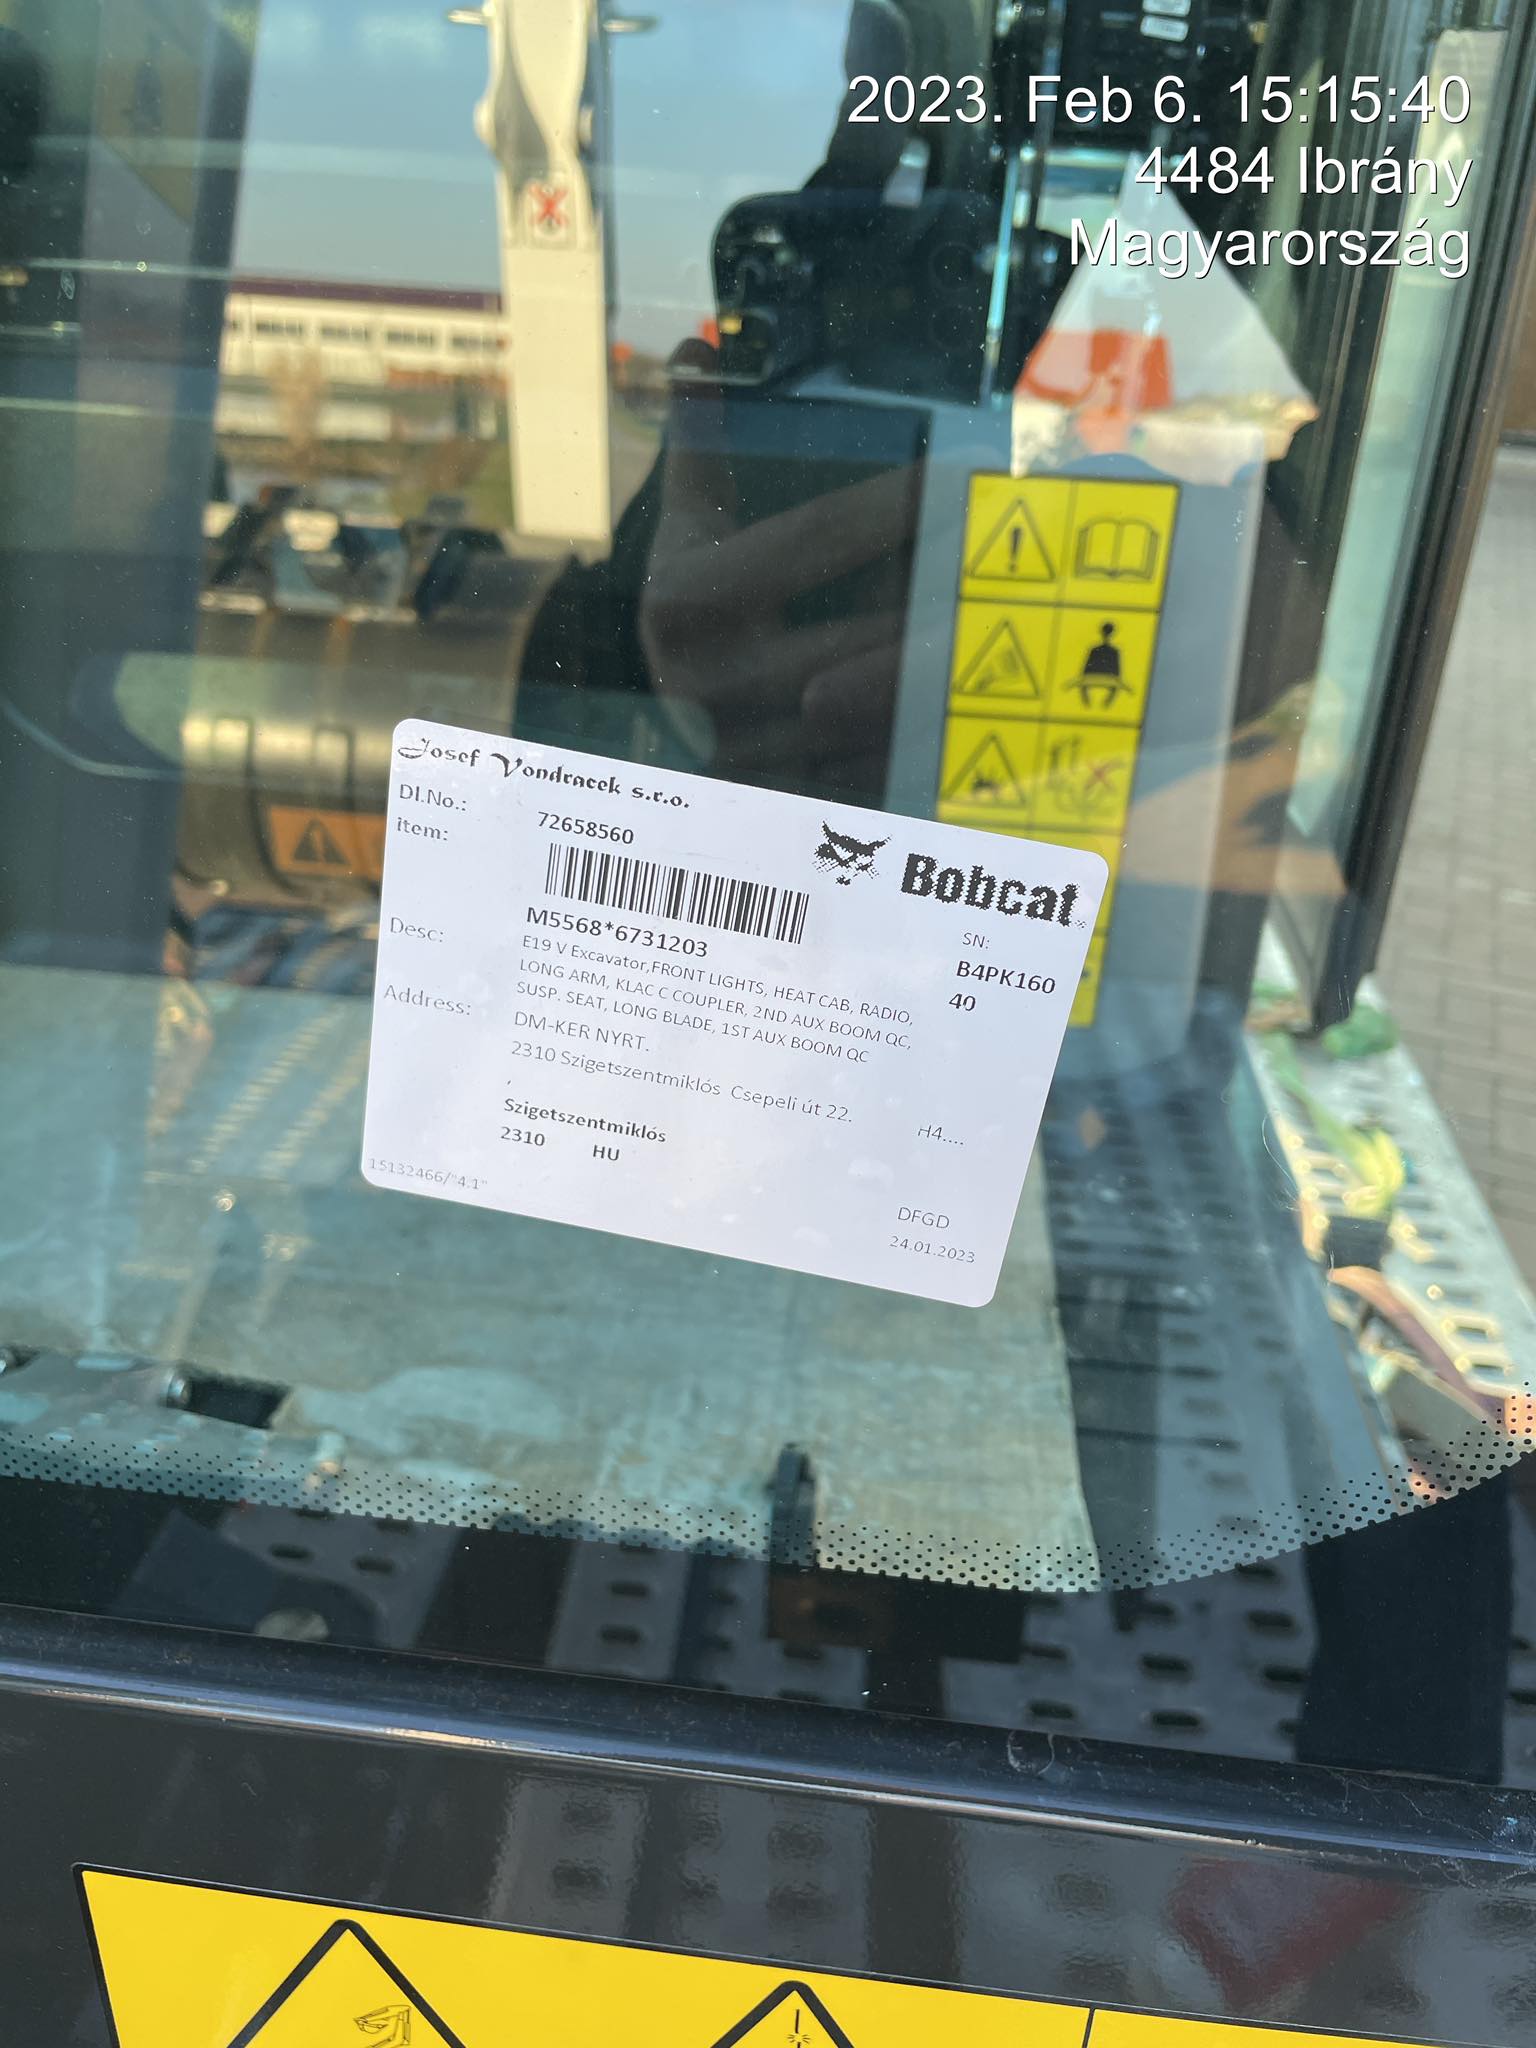 2023. Feb 6. 15:15:40
4484 Ibrány
Magyarország
Josef Vondracek s.r.o.
Dl.No.: 72658560
Bobcat
item:
M5568*6731203
SN:
B4PK160
40
Desc: E19 V Excavator,FRONT LIGHTS, HEAT CAB, RADIO,
LONG ARM, KLAC C COUPLER, 2ND AUX BOOM QC,
SUSP. SEAT, LONG BLADE, 1ST AUX BOOM QC
Address: DM-KER NYRT.
2310 Szigetszentmiklós Csepeli út 22.
,
H4....
Szigetszentmiklós
2310 HU
15132466/"4.1"
DFGD
24.01.2023